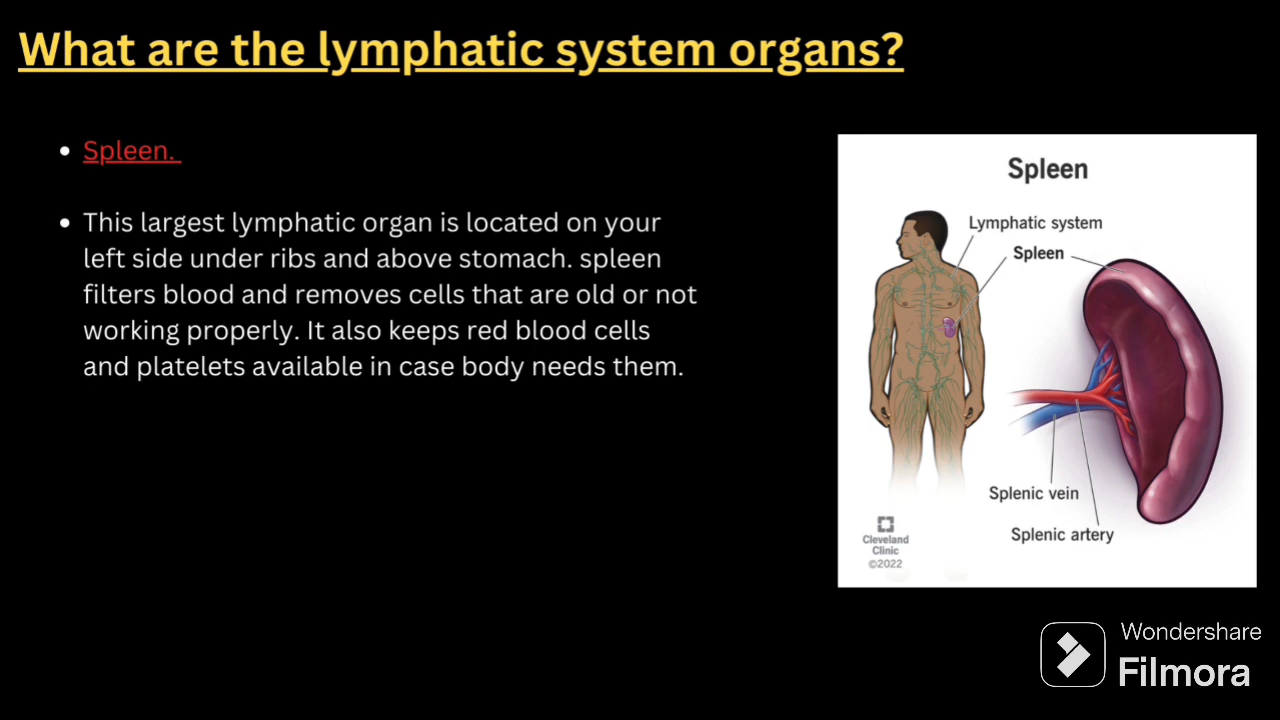 What are the lymphatic system organs?
Spleen.
This largest lymphatic organ is located on your
left side under ribs and above stomach. spleen
filters blood and removes cells that are old or not
working properly. It also keeps red blood cells
and platelets available in case body needs them.
Spleen
Lymphatic system
Spleen
Splenic vein
Splenic artery
Cleveland
Clinic
©2022
Wondershare
Filmora